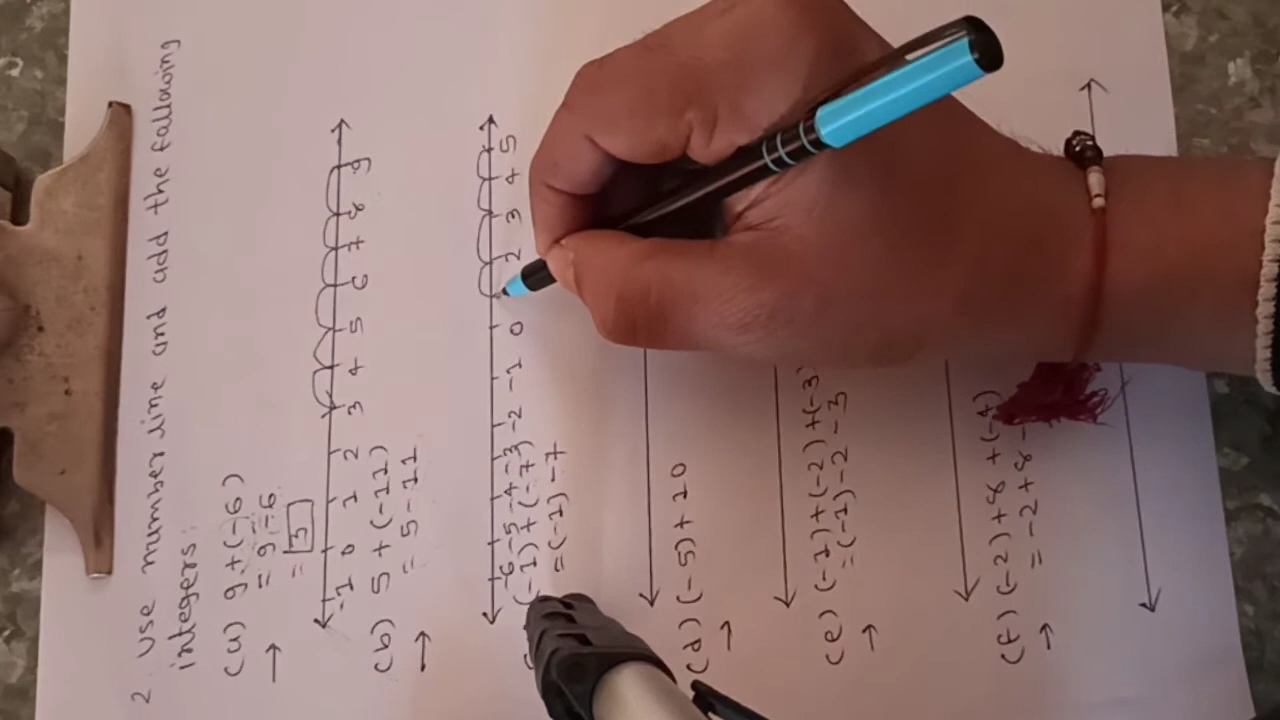 2. Use number line and add the following
integers:
(a) 9+(-6)
→ = 9-6
= 3
-1 0 1 2 3 4 5 6 7 8 9
(b) 5+(-11)
→ = 5-11
-6 -5 -4 -3 -2 -1 0 2 3 4 5
(-1)+(-7)
=(-1)-7
(d) (-5)+10
→
(e) (-1)+(-2)+(-3
→ =(-1)-2-3
(f) (-2)+8+(-4)
→ = -2+8-